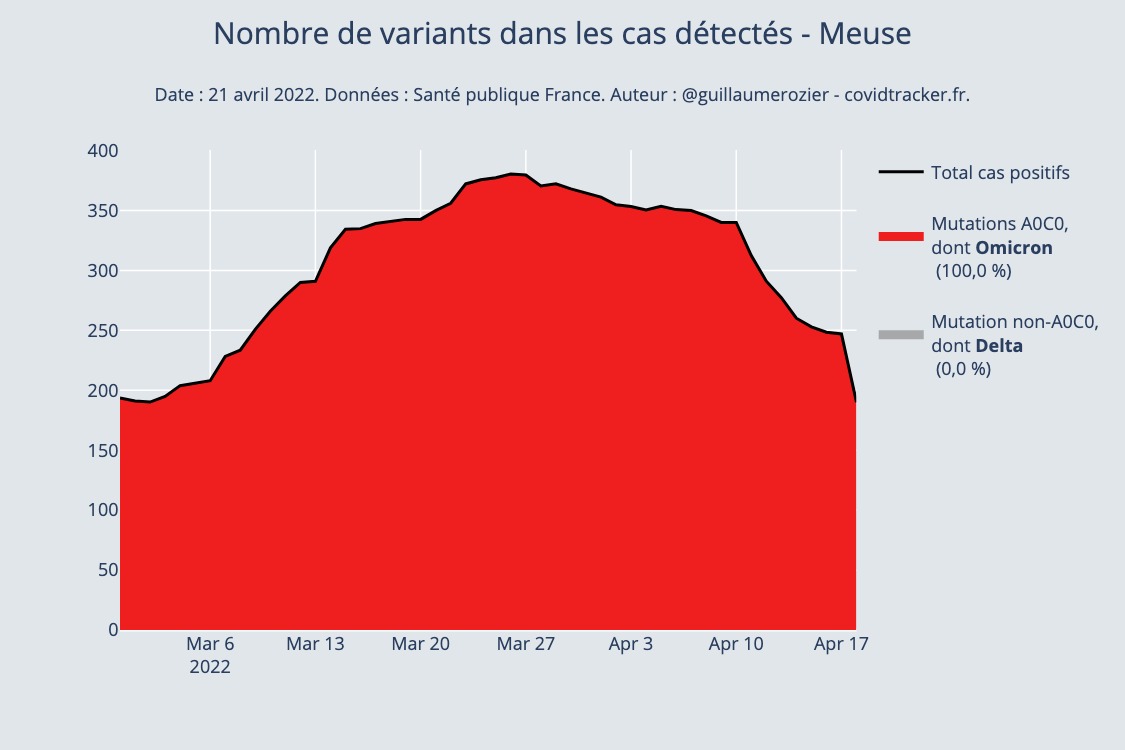 Nombre de variants dans les cas détectés - Meuse
Date : 21 avril 2022. Données : Santé publique France. Auteur : @guillaumerozier - covidtracker.fr.
400
350
300
250
200
150
100
50
0
Mar 6
2022
Mar 13
Mar 20
Mar 27
Apr 3
Apr 10
Apr 17
Total cas positifs
Mutations A0C0,
dont Omicron
(100,0 %)
Mutation non-A0C0,
dont Delta
(0,0 %)